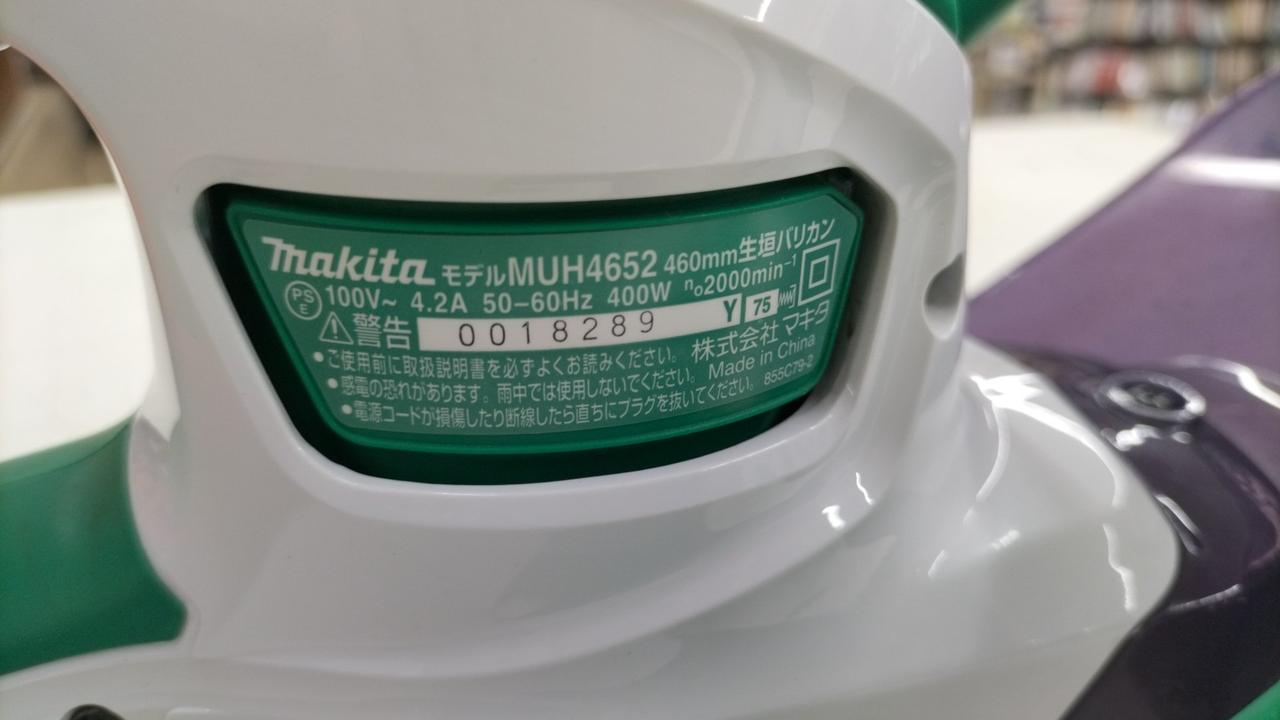 makita モデルMUH4652 460mm生垣バリカン
PS E 100V~ 4.2A 50-60Hz 400W n₀2000min⁻¹
⚠警告 0018289 Y 75
•ご使用前に取扱説明書を必ずよくお読みください。 株式会社 マキタ
•感電の恐れがあります。雨中では使用しないでください。 Made in China
•電源コードが損傷したり断線したら直ちにプラグを抜いてください。 855C79-2